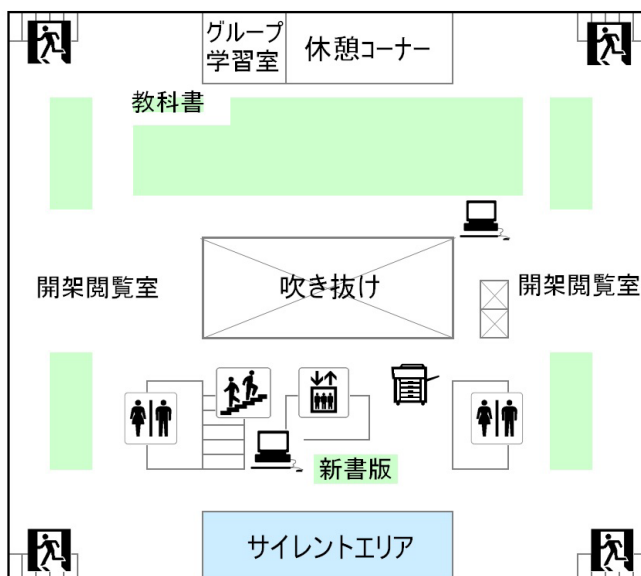 グループ
学習室
休憩コーナー
教科書
開架閲覧室
吹き抜け
開架閲覧室
新書版
サイレントエリア